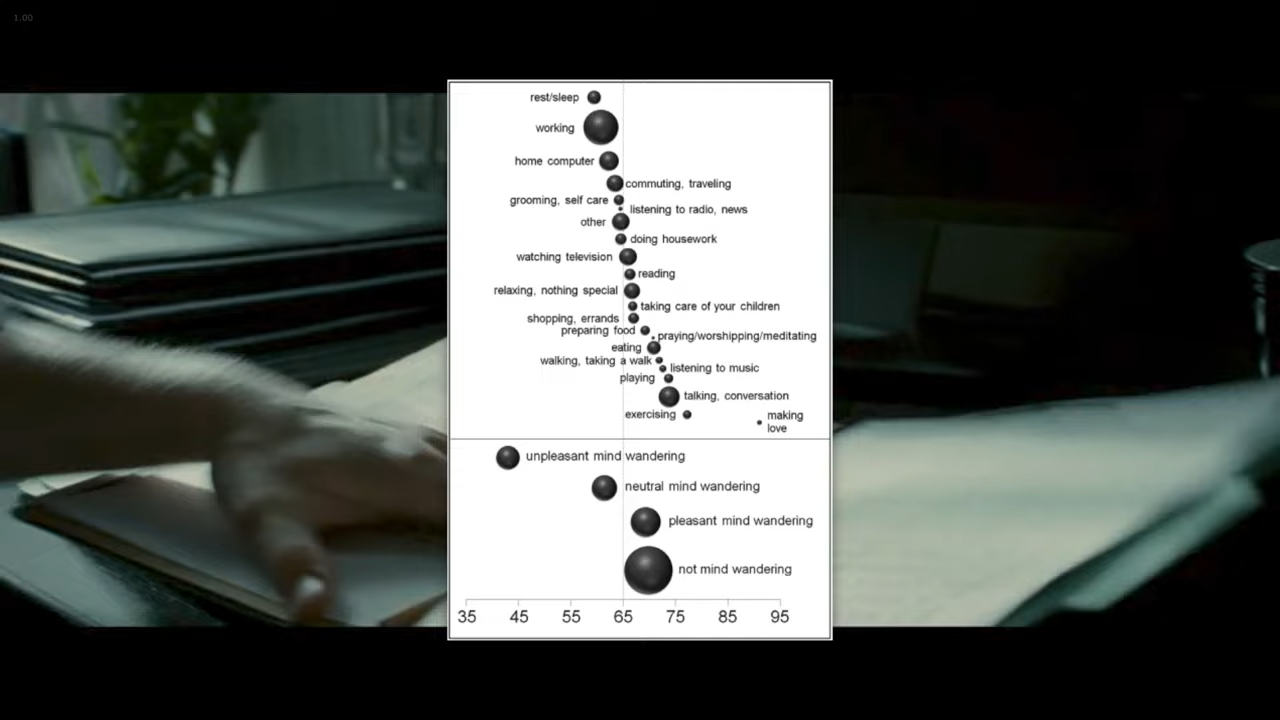 1.00
rest/sleep
working
home computer
commuting, traveling
grooming, self care
listening to radio, news
other
doing housework
watching television
reading
relaxing, nothing special
taking care of your children
shopping, errands
preparing food
praying/worshipping/meditating
eating
walking, taking a walk
listening to music
playing
talking, conversation
exercising
making
love
unpleasant mind wandering
neutral mind wandering
pleasant mind wandering
not mind wandering
35 45 55 65 75 85 95